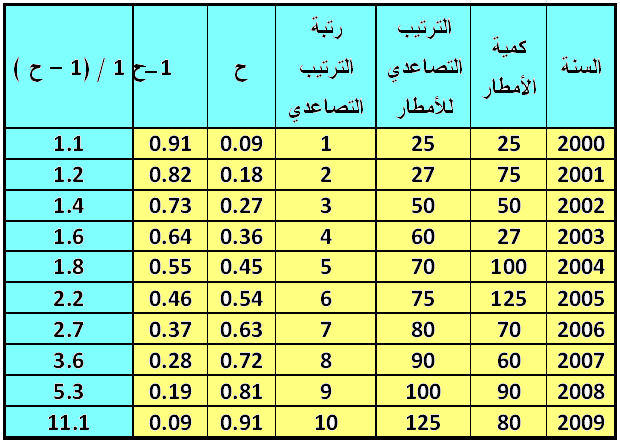 السنة | كمية الأمطار | الترتيب التصاعدي للأمطار | رتبة الترتيب التصاعدي | ح | 1–ح | 1 / (1 – ح )
2000 | 25 | 25 | 1 | 0.09 | 0.91 | 1.1
2001 | 75 | 27 | 2 | 0.18 | 0.82 | 1.2
2002 | 50 | 50 | 3 | 0.27 | 0.73 | 1.4
2003 | 27 | 60 | 4 | 0.36 | 0.64 | 1.6
2004 | 100 | 70 | 5 | 0.45 | 0.55 | 1.8
2005 | 125 | 75 | 6 | 0.54 | 0.46 | 2.2
2006 | 70 | 80 | 7 | 0.63 | 0.37 | 2.7
2007 | 60 | 90 | 8 | 0.72 | 0.28 | 3.6
2008 | 90 | 100 | 9 | 0.81 | 0.19 | 5.3
2009 | 80 | 125 | 10 | 0.91 | 0.09 | 11.1